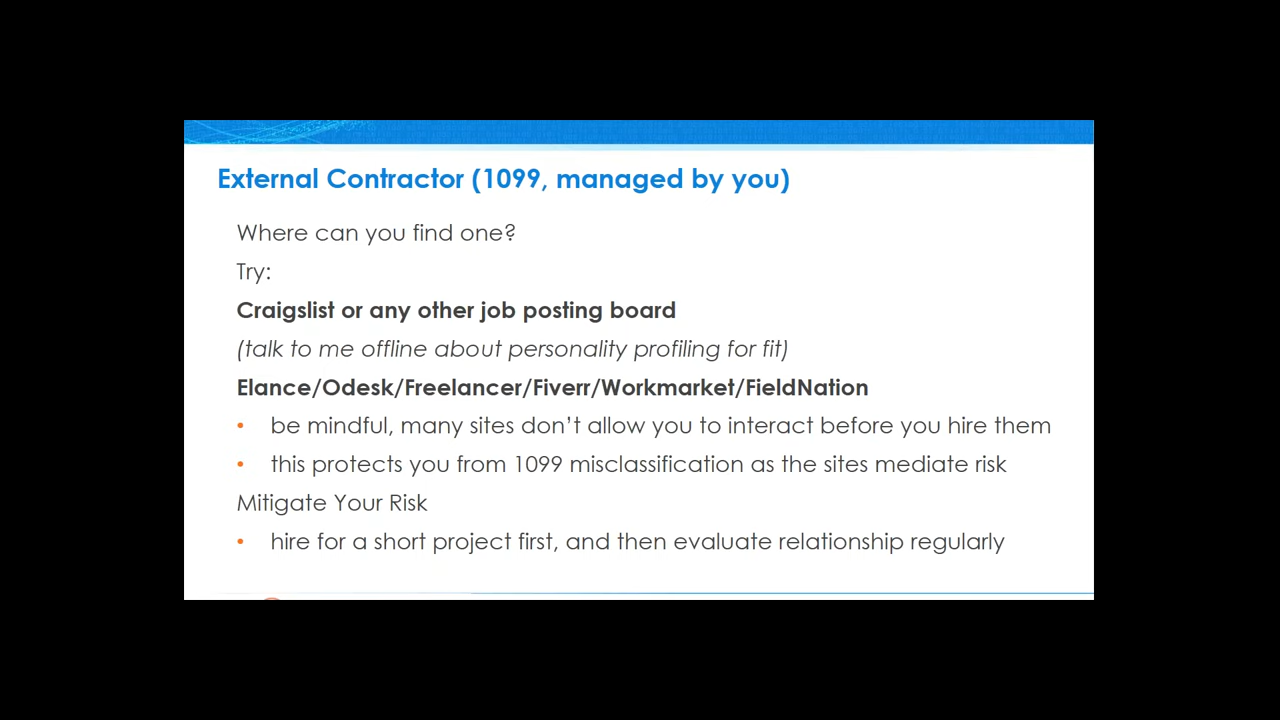 External Contractor (1099, managed by you)
Where can you find one?
Try:
Craigslist or any other job posting board
(talk to me offline about personality profiling for fit)
Elance/Odesk/Freelancer/Fiverr/Workmarket/FieldNation
• be mindful, many sites don’t allow you to interact before you hire them
• this protects you from 1099 misclassification as the sites mediate risk
Mitigate Your Risk
• hire for a short project first, and then evaluate relationship regularly